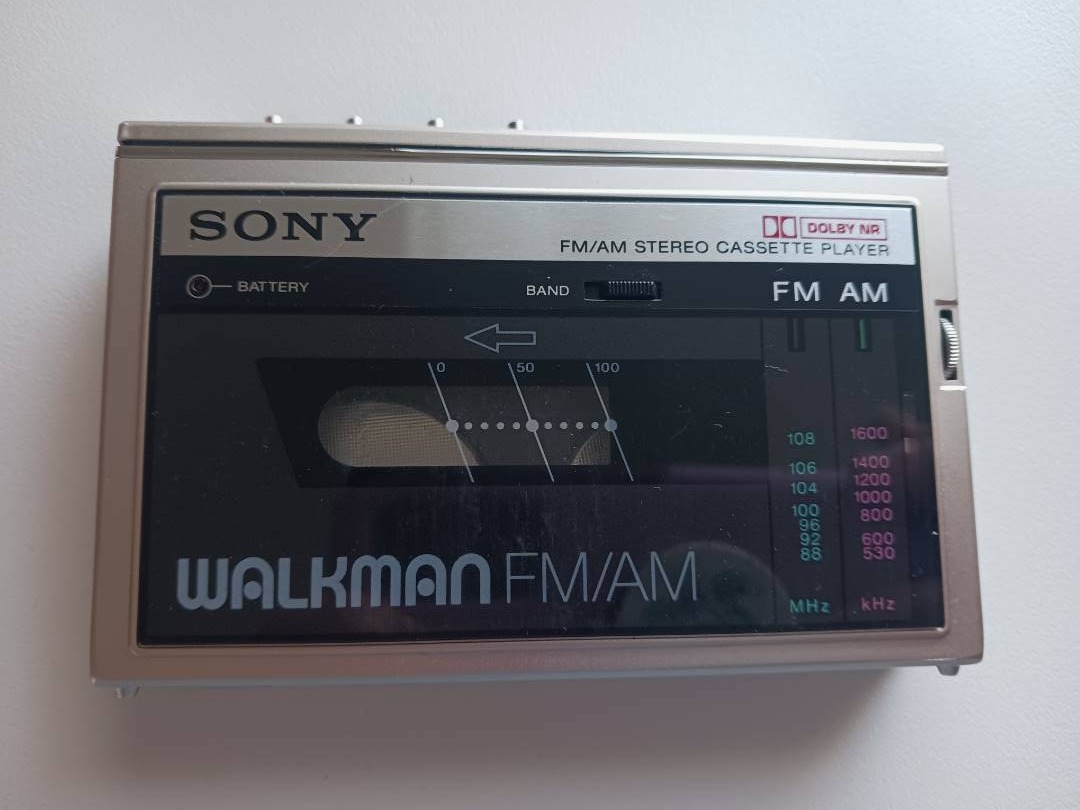 SONY
DOLBY NR
FM/AM STEREO CASSETTE PLAYER
BATTERY
BAND
FM AM
0 50 100
108 1600
106 1400
104 1200
1000
100 800
96
92 600
88 530
MHz kHz
WALKMAN FM/AM